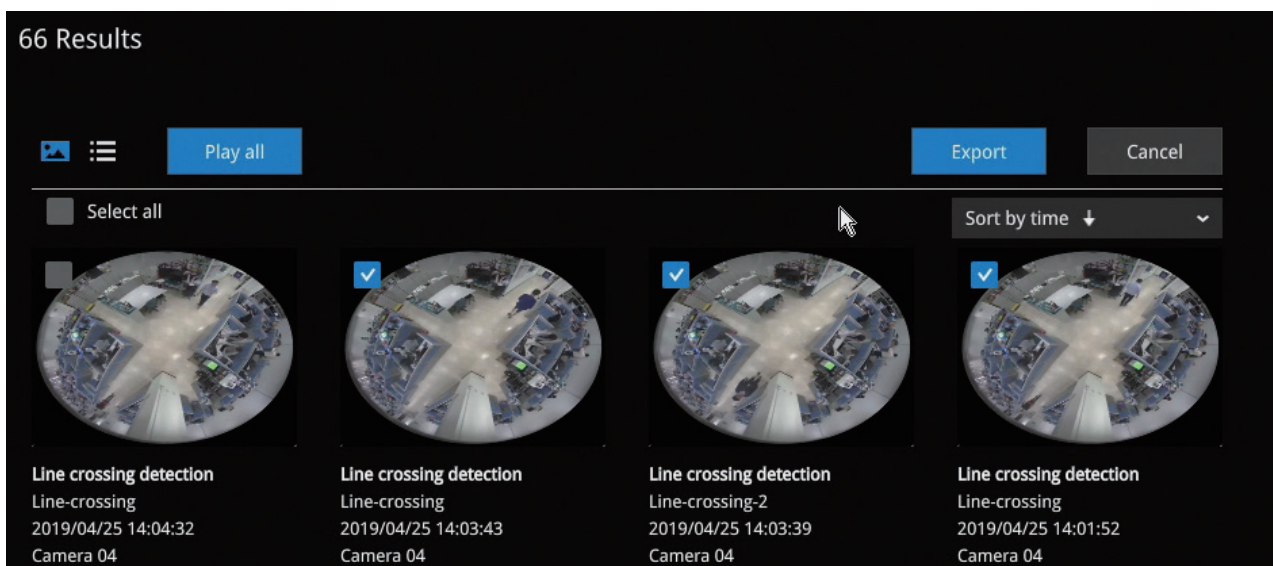 66 Results
Play all
Export
Cancel
Select all
Sort by time
Line crossing detection
Line-crossing
2019/04/25 14:04:32
Camera 04
Line crossing detection
Line-crossing
2019/04/25 14:03:43
Camera 04
Line crossing detection
Line-crossing-2
2019/04/25 14:03:39
Camera 04
Line crossing detection
Line-crossing
2019/04/25 14:01:52
Camera 04